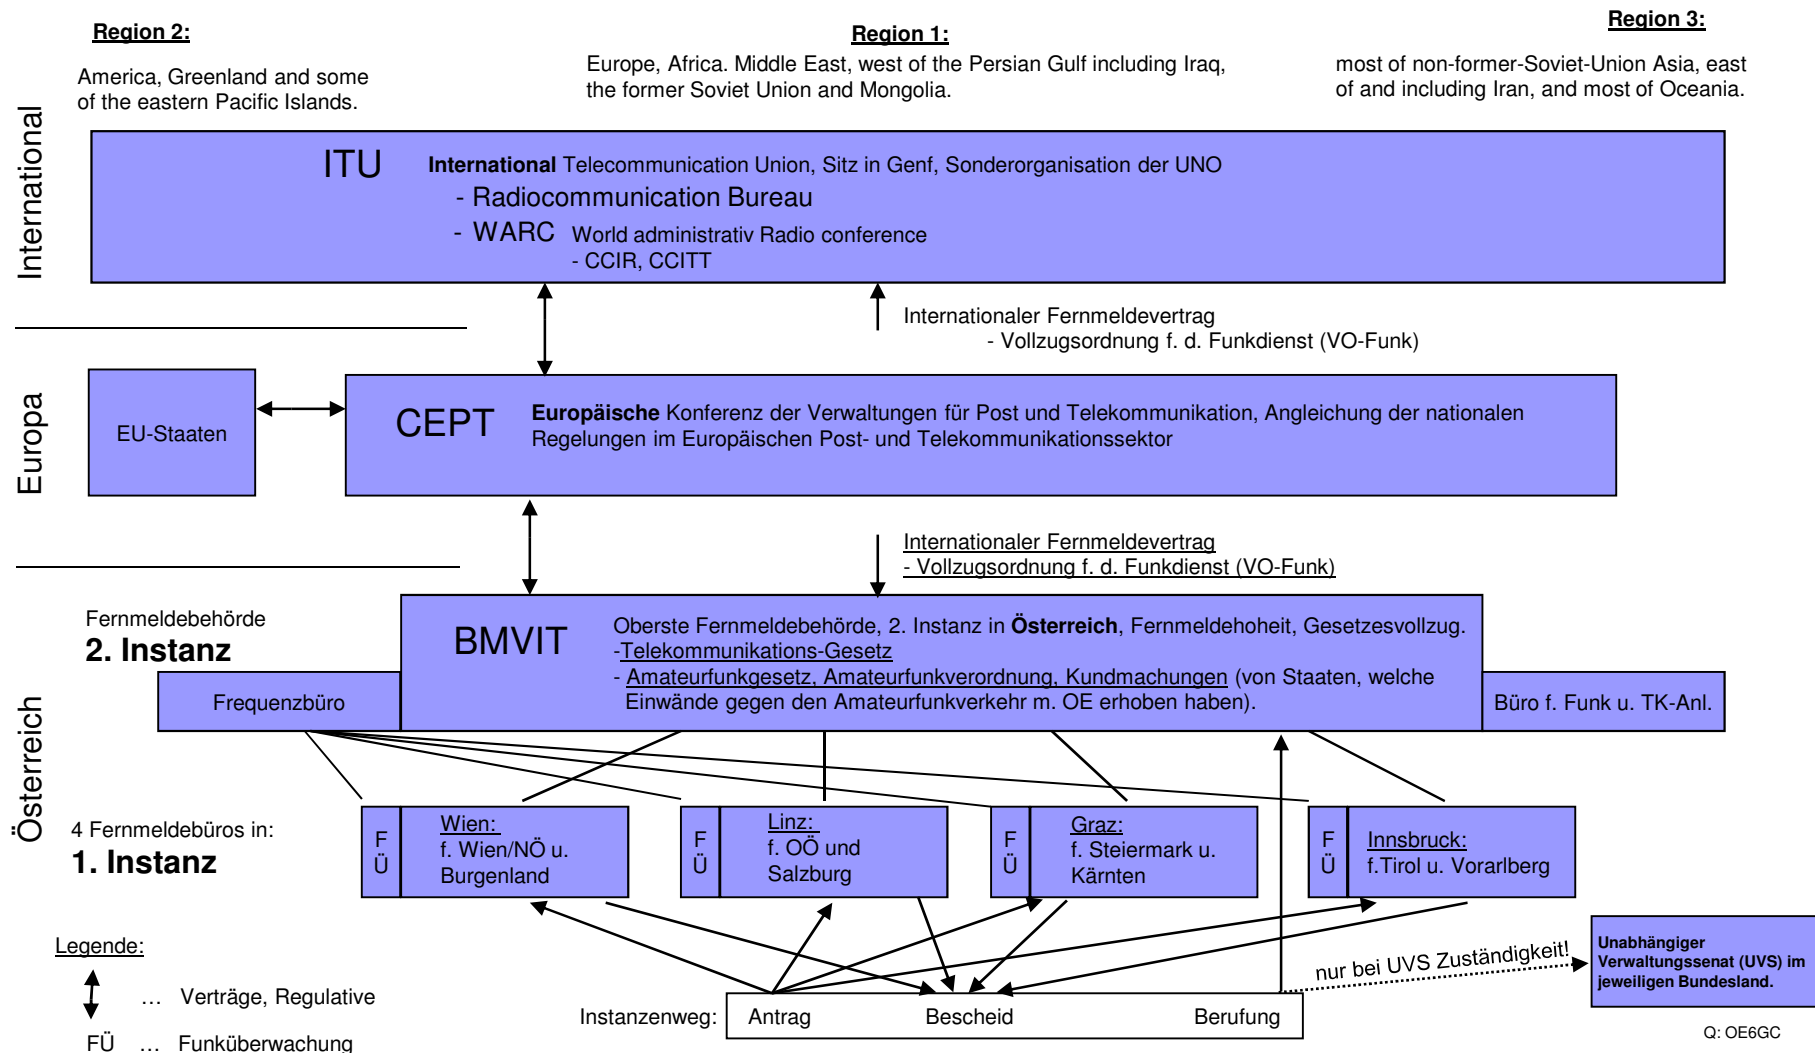 Region 2:
America, Greenland and some
of the eastern Pacific Islands.
Region 1:
Europe, Africa. Middle East, west of the Persian Gulf including Iraq,
the former Soviet Union and Mongolia.
Region 3:
most of non-former-Soviet-Union Asia, east
of and including Iran, and most of Oceania.
International
ITU International Telecommunication Union, Sitz in Genf, Sonderorganisation der UNO
- Radiocommunication Bureau
- WARC World administrativ Radio conference
- CCIR, CCITT
Internationaler Fernmeldevertrag
- Vollzugsordnung f. d. Funkdienst (VO-Funk)
Europa
EU-Staaten
CEPT Europäische Konferenz der Verwaltungen für Post und Telekommunikation, Angleichung der nationalen
Regelungen im Europäischen Post- und Telekommunikationssektor
Internationaler Fernmeldevertrag
- Vollzugsordnung f. d. Funkdienst (VO-Funk)
Österreich
Fernmeldebehörde
2. Instanz
BMVIT Oberste Fernmeldebehörde, 2. Instanz in Österreich, Fernmeldehoheit, Gesetzesvollzug.
-Telekommunikations-Gesetz
- Amateurfunkgesetz, Amateurfunkverordnung, Kundmachungen (von Staaten, welche
Einwände gegen den Amateurfunkverkehr m. OE erhoben haben).
Frequenzbüro
Büro f. Funk u. TK-Anl.
4 Fernmeldebüros in:
1. Instanz
F
Ü
Wien:
f. Wien/NÖ u.
Burgenland
F
Ü
Linz:
f. OÖ und
Salzburg
F
Ü
Graz:
f. Steiermark u.
Kärnten
F
Ü
Innsbruck:
f.Tirol u. Vorarlberg
nur bei UVS Zuständigkeit!
Unabhängiger
Verwaltungssenat (UVS) im
jeweiligen Bundesland.
Legende:
... Verträge, Regulative
FÜ ... Funküberwachung
Instanzenweg: Antrag Bescheid Berufung
Q: OE6GC